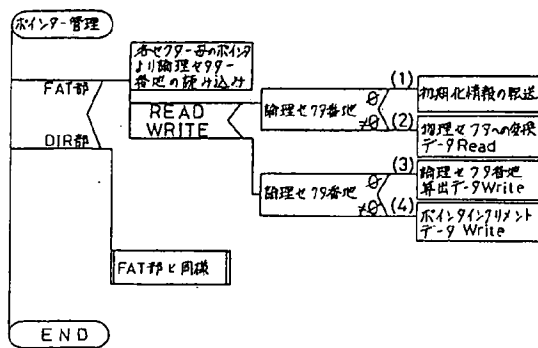 ポインター管理
各セクター毎のポインタ
より論理セクター
番地の読み込み
FAT部
DIR部
READ
WRITE
論理セクタ番地
0
≠0
(1)
初期化情報の転送
(2)
物理セクタへの変換
データRead
論理セクタ番地
0
≠0
(3)
論理セクタ番地
算出データWrite
(4)
ポインタインクリメント
データ Write
FAT部と同様
END